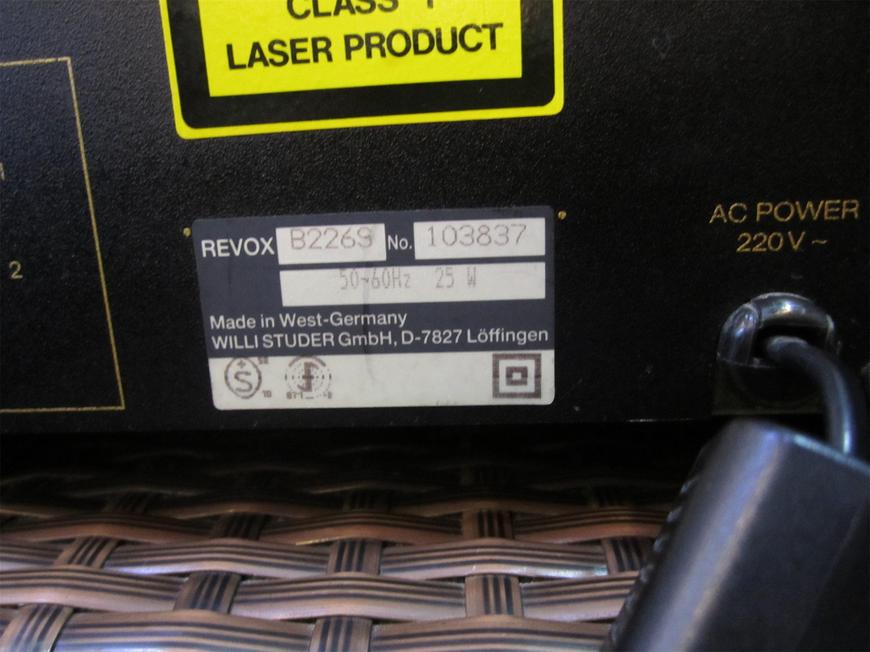 CLASS 1
LASER PRODUCT
AC POWER
220V~
2
REVOX B226S No. 103837
50-60Hz 25 W
Made in West-Germany
WILLI STUDER GmbH, D-7827 Löffingen
S